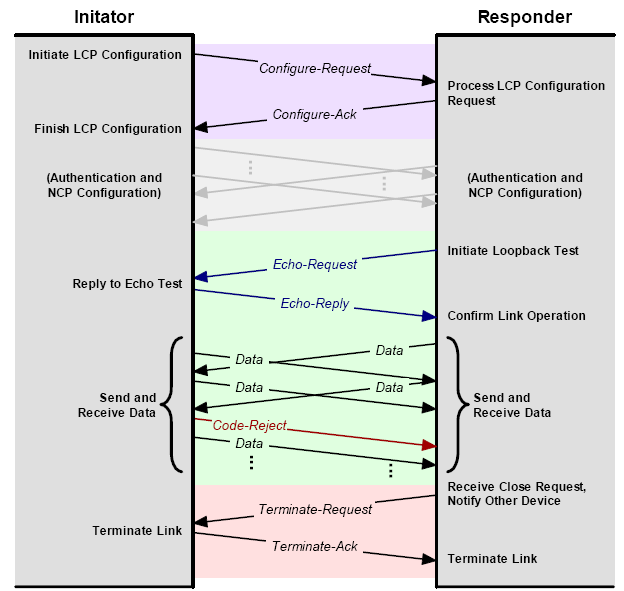 Initator
Responder
Initiate LCP Configuration
Configure-Request
Process LCP Configuration
Request
Configure-Ack
Finish LCP Configuration
(Authentication and
NCP Configuration)
(Authentication and
NCP Configuration)
Initiate Loopback Test
Echo-Request
Reply to Echo Test
Echo-Reply
Confirm Link Operation
Data
Data
Data
Data
Send and
Receive Data
Send and
Receive Data
Code-Reject
Data
Receive Close Request,
Notify Other Device
Terminate-Request
Terminate Link
Terminate-Ack
Terminate Link